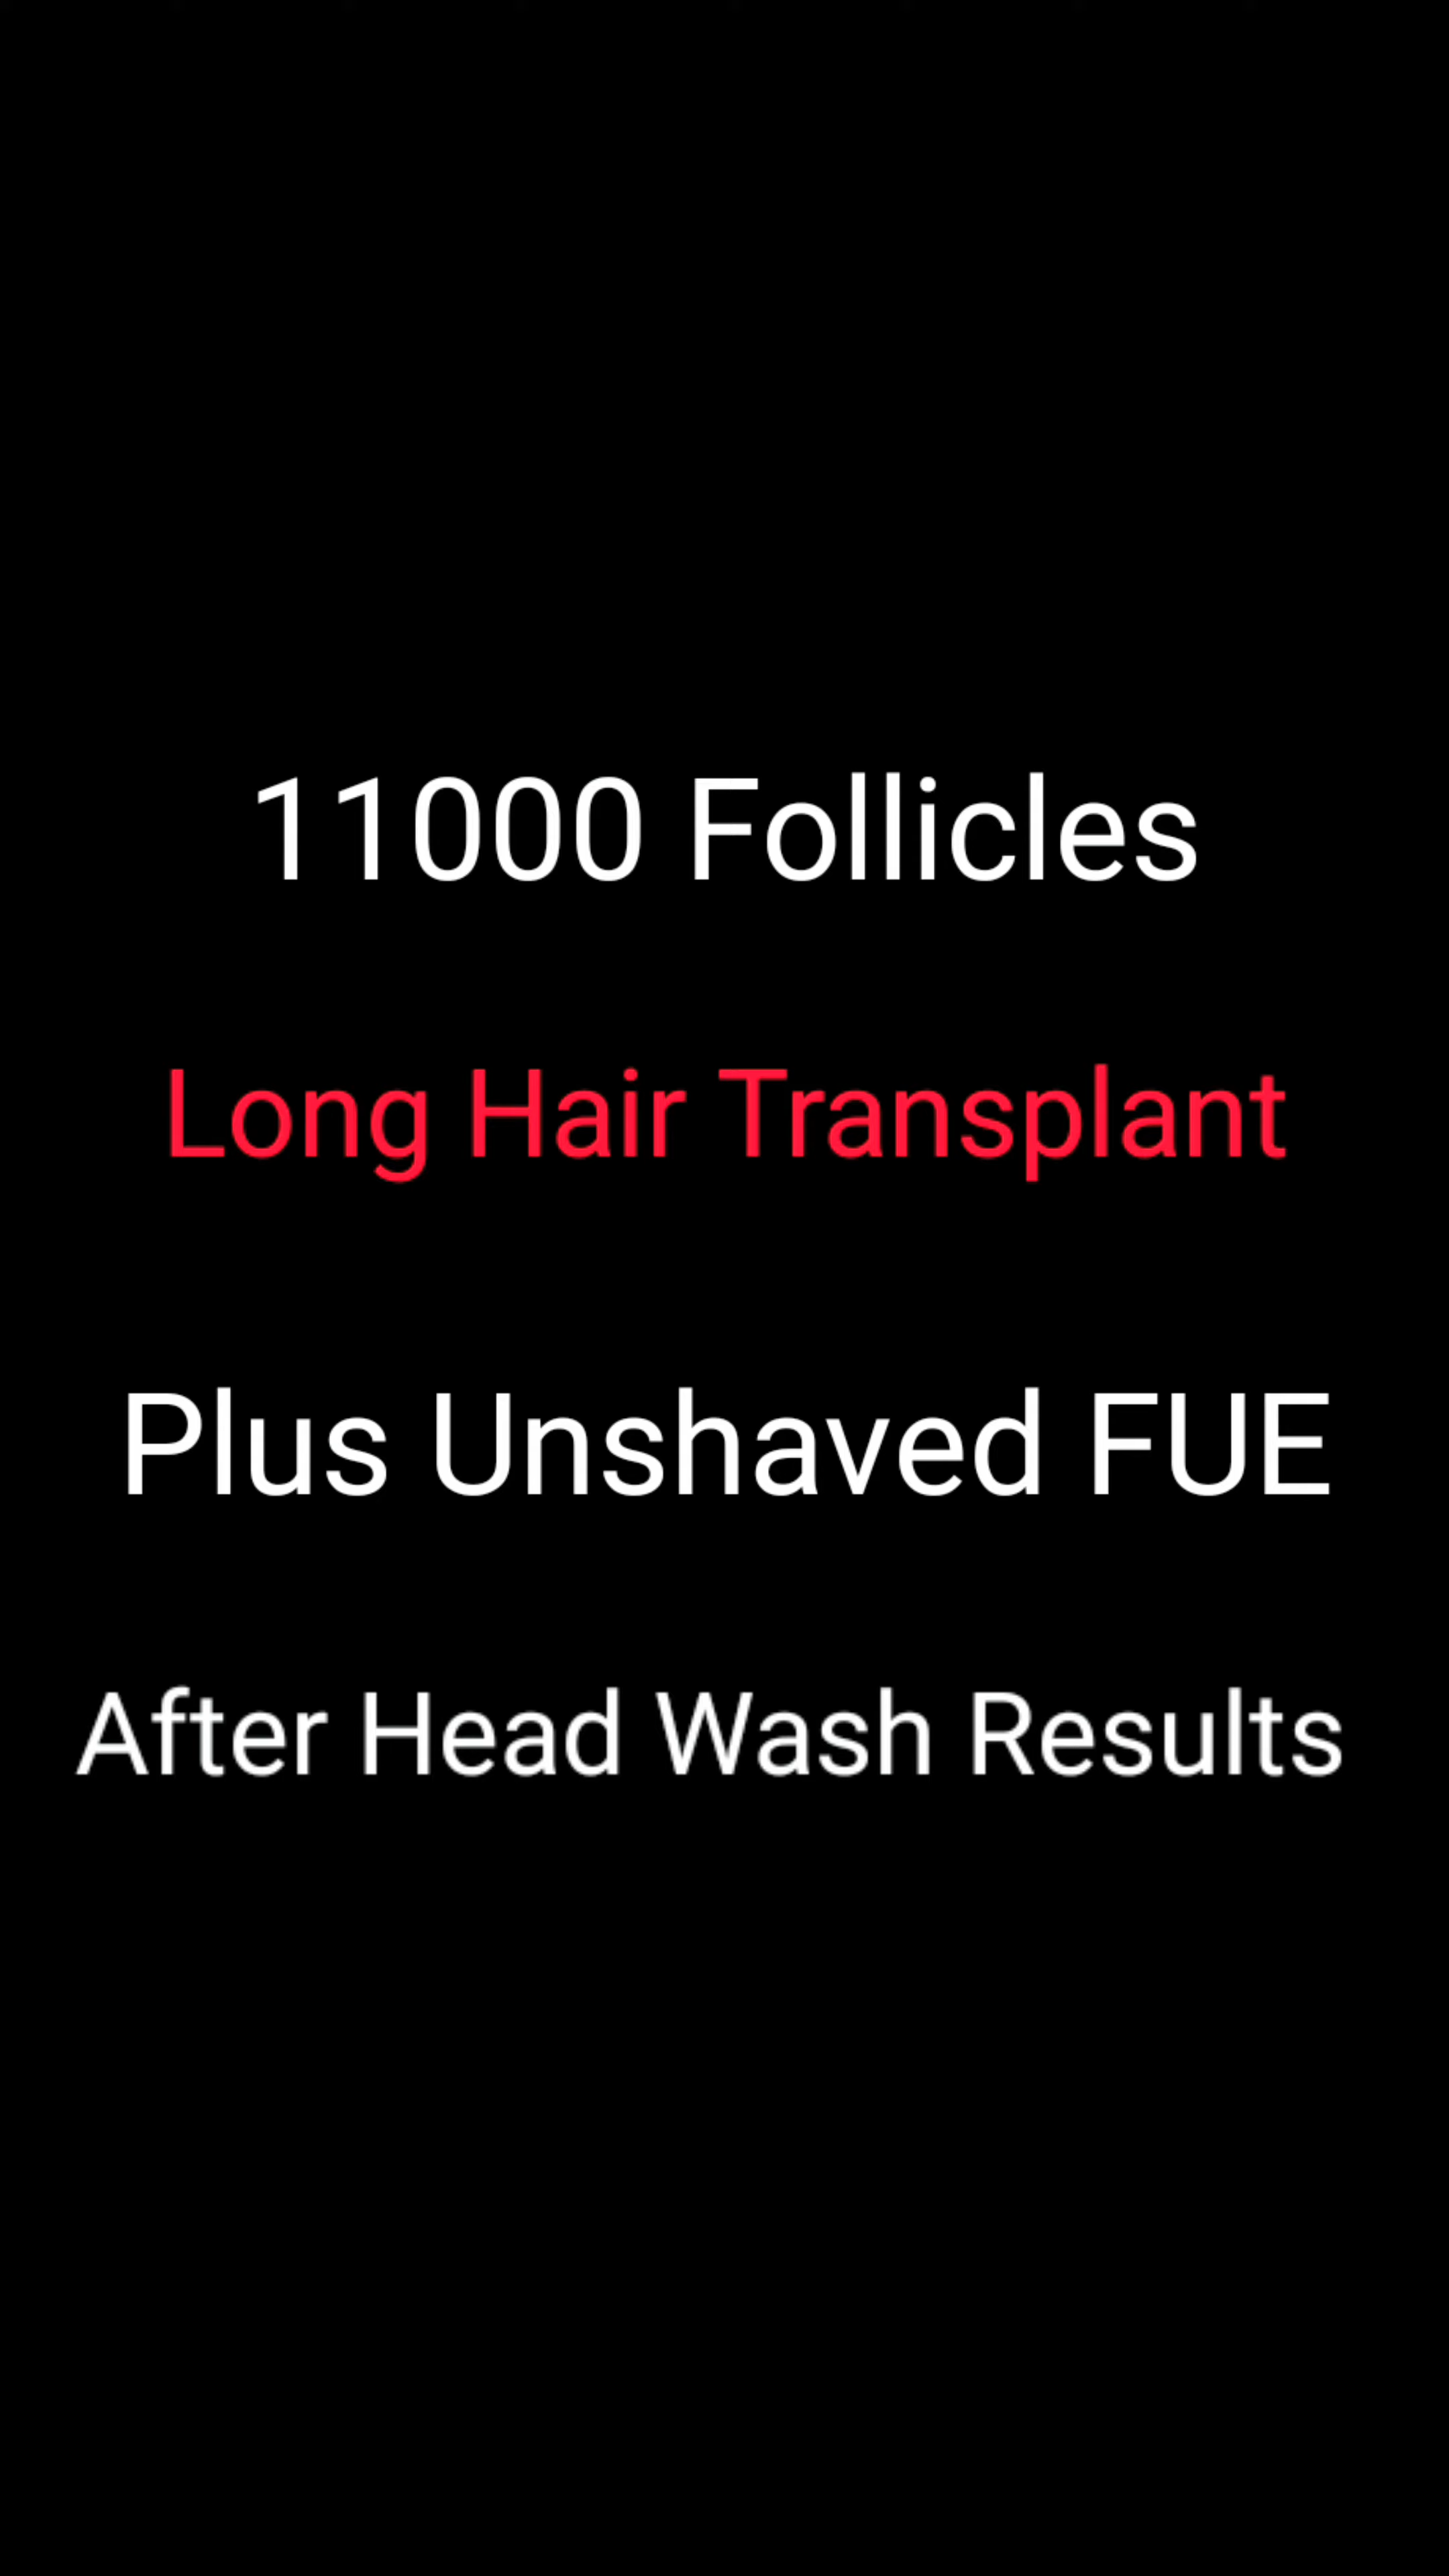 11000 Follicles
Long Hair Transplant
Plus Unshaved FUE
After Head Wash Results